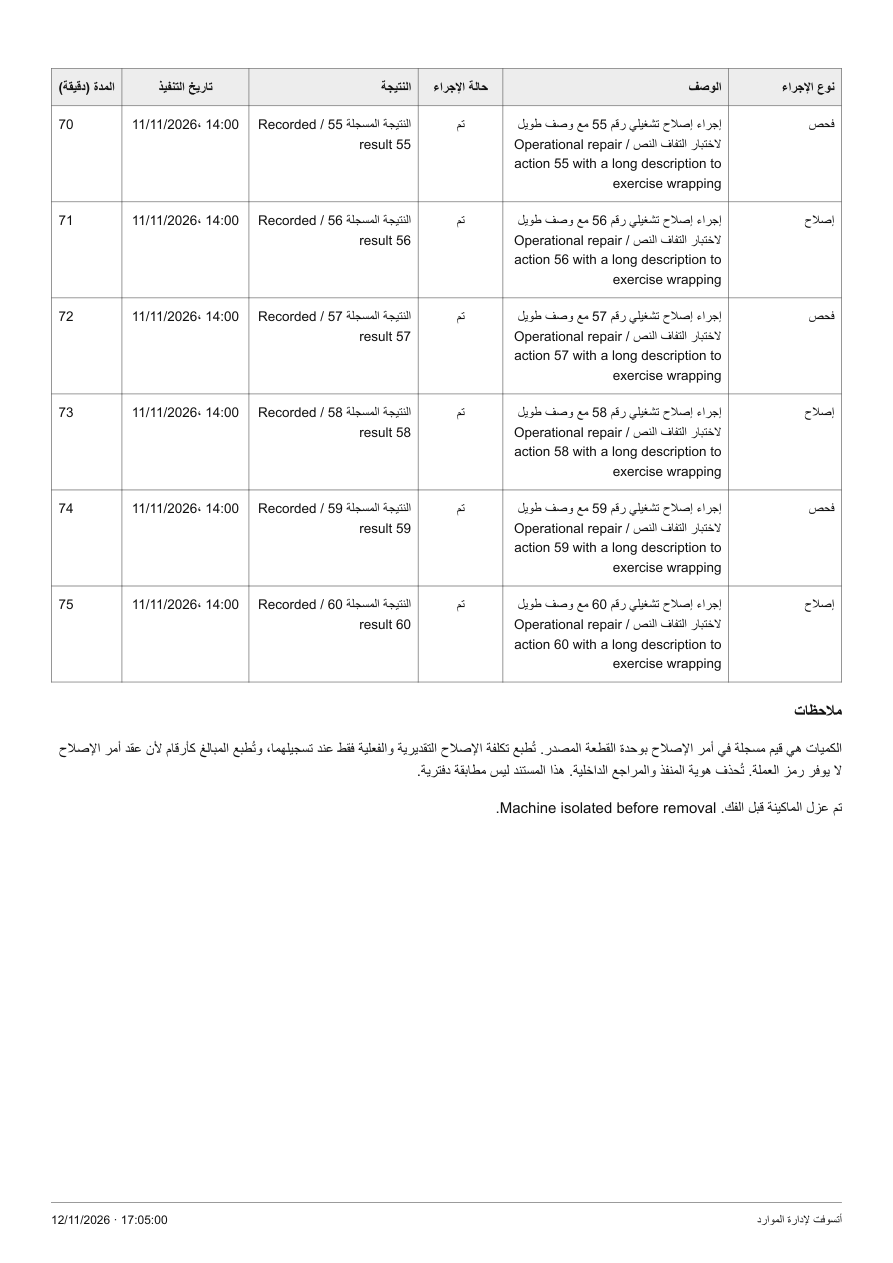 نوع الإجراء الوصف حالة الإجراء النتيجة تاريخ التنفيذ المدة (دقيقة)
فحص إجراء إصلاح تشغيلي رقم 55 مع وصف طويل تم النتيجة المسجلة 55 / Recorded 11/11/2026، 14:00 70
لاختبار التفاف النص / Operational repair result 55
action 55 with a long description to
exercise wrapping
إصلاح إجراء إصلاح تشغيلي رقم 56 مع وصف طويل تم النتيجة المسجلة 56 / Recorded 11/11/2026، 14:00 71
لاختبار التفاف النص / Operational repair result 56
action 56 with a long description to
exercise wrapping
فحص إجراء إصلاح تشغيلي رقم 57 مع وصف طويل تم النتيجة المسجلة 57 / Recorded 11/11/2026، 14:00 72
لاختبار التفاف النص / Operational repair result 57
action 57 with a long description to
exercise wrapping
إصلاح إجراء إصلاح تشغيلي رقم 58 مع وصف طويل تم النتيجة المسجلة 58 / Recorded 11/11/2026، 14:00 73
لاختبار التفاف النص / Operational repair result 58
action 58 with a long description to
exercise wrapping
فحص إجراء إصلاح تشغيلي رقم 59 مع وصف طويل تم النتيجة المسجلة 59 / Recorded 11/11/2026، 14:00 74
لاختبار التفاف النص / Operational repair result 59
action 59 with a long description to
exercise wrapping
إصلاح إجراء إصلاح تشغيلي رقم 60 مع وصف طويل تم النتيجة المسجلة 60 / Recorded 11/11/2026، 14:00 75
لاختبار التفاف النص / Operational repair result 60
action 60 with a long description to
exercise wrapping
ملاحظات
الكميات هي قيم مسجلة في أمر الإصلاح بوحدة القطعة المصدر. تُطبع تكلفة الإصلاح التقديرية والفعلية فقط عند تسجيلهما، وتُطبع المبالغ كأرقام لأن عقد أمر الإصلاح
لا يوفر رمز العملة. تُحذف هوية المنفذ والمراجع الداخلية. هذا المستند ليس مطابقة دفترية.
تم عزل الماكينة قبل الفك. Machine isolated before removal.
أتسوفت لإدارة الموارد 12/11/2026 · 17:05:00